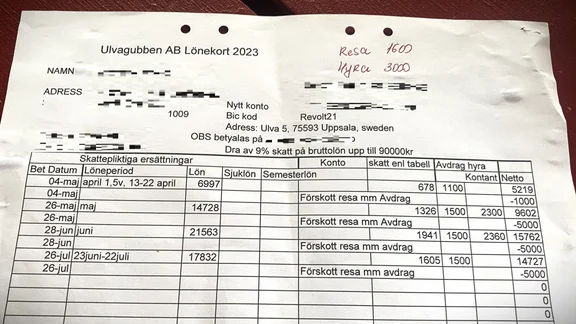 Ulvagubben AB Lönekort 2023
Resa 1600
Hyra 3000
NAMN
ADRESS
Nytt konto
1009 Bic kod Revolt21
Adress: Ulva 5, 75593 Uppsala, sweden
OBS betyalas på
Dra av 9% skatt på bruttolön upp till 90000kr
Skattepliktiga ersättningar Konto skatt enl tabell Avdrag hyra
Bet Datum Löneperiod Lön Sjuklön Semesterlön Kontant Netto
04-maj april 1,5v, 13-22 april 6997 678 1100 5219
04-maj Förskott resa mm Avdrag -1000
26-maj maj 14728 1326 1500 2300 9602
26-maj Förskott resa mm Avdrag -5000
28-jun juni 21563 1941 1500 2360 15762
28-jun Förskott resa mm avdrag -5000
26-jul 23juni-22juli 17832 1605 1500 14727
26-jul Förskott resa mm avdrag -5000
0
0
0